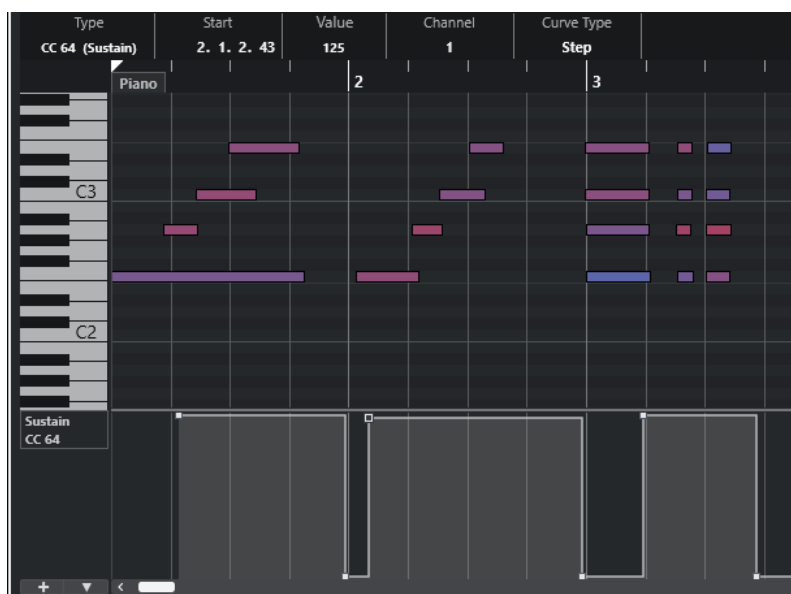 Type Start Value Channel Curve Type
CC 64 (Sustain) 2. 1. 2. 43 125 1 Step
Piano 2 3
C3
C2
Sustain
CC 64